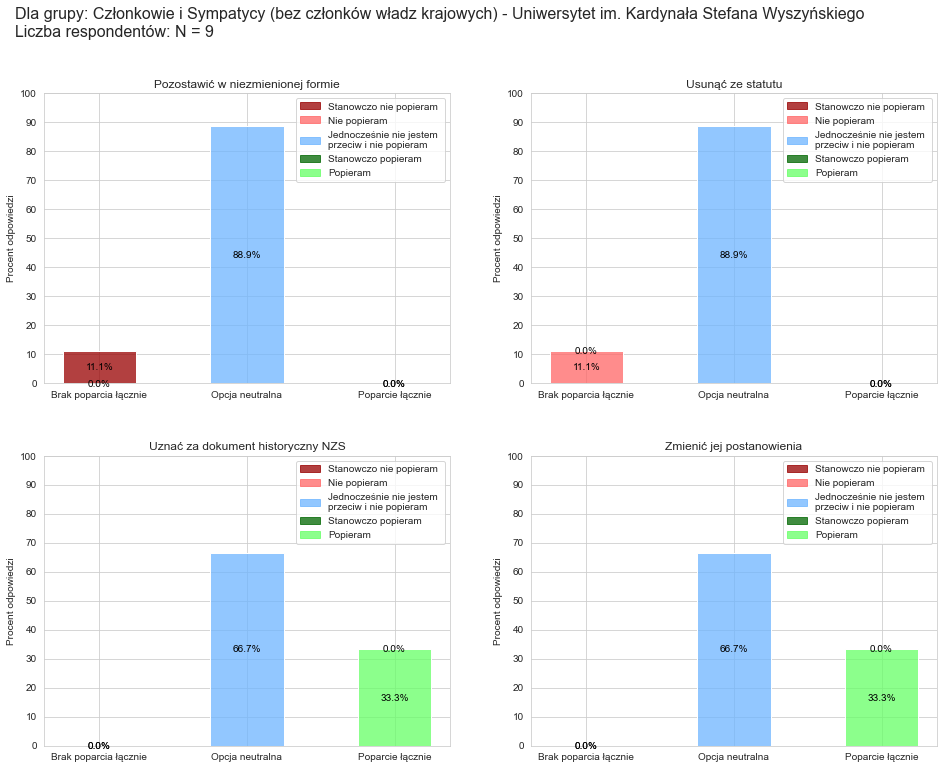 Dla grupy: Członkowie i Sympatycy (bez członków władz krajowych) - Uniwersytet im. Kardynała Stefana Wyszyńskiego
Liczba respondentów: N = 9
Pozostawić w niezmienionej formie
Procent odpowiedzi
100
90
80
70
60
50
40
30
20
10
0
Stanowczo nie popieram
Nie popieram
Jednocześnie nie jestem
przeciw i nie popieram
Stanowczo popieram
Popieram
88.9%
11.1%
0.0%
0.0%
Brak poparcia łącznie
Opcja neutralna
Poparcie łącznie
Usunąć ze statutu
Procent odpowiedzi
100
90
80
70
60
50
40
30
20
10
0
Stanowczo nie popieram
Nie popieram
Jednocześnie nie jestem
przeciw i nie popieram
Stanowczo popieram
Popieram
88.9%
0.0%
11.1%
0.0%
Brak poparcia łącznie
Opcja neutralna
Poparcie łącznie
Uznać za dokument historyczny NZS
Procent odpowiedzi
100
90
80
70
60
50
40
30
20
10
0
Stanowczo nie popieram
Nie popieram
Jednocześnie nie jestem
przeciw i nie popieram
Stanowczo popieram
Popieram
66.7%
0.0%
33.3%
0.0%
Brak poparcia łącznie
Opcja neutralna
Poparcie łącznie
Zmienić jej postanowienia
Procent odpowiedzi
100
90
80
70
60
50
40
30
20
10
0
Stanowczo nie popieram
Nie popieram
Jednocześnie nie jestem
przeciw i nie popieram
Stanowczo popieram
Popieram
66.7%
0.0%
33.3%
0.0%
Brak poparcia łącznie
Opcja neutralna
Poparcie łącznie